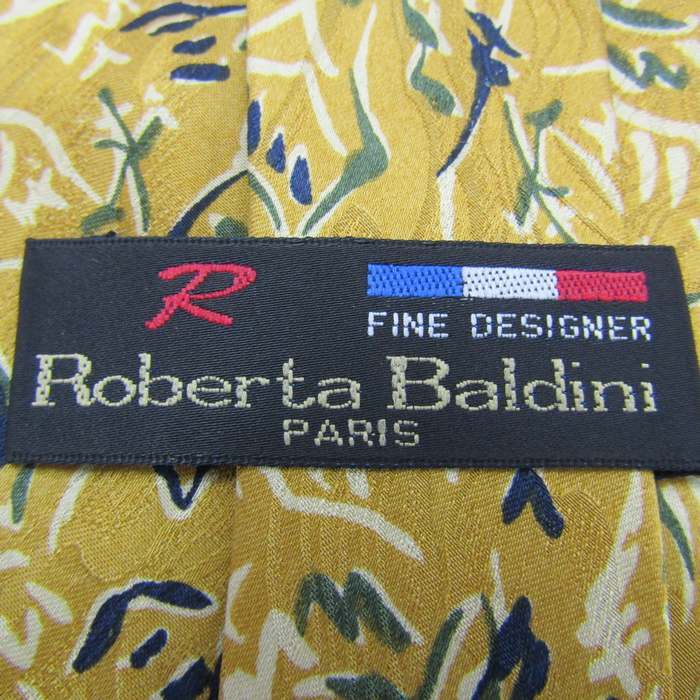 R
FINE DESIGNER
Roberta Baldini
PARIS